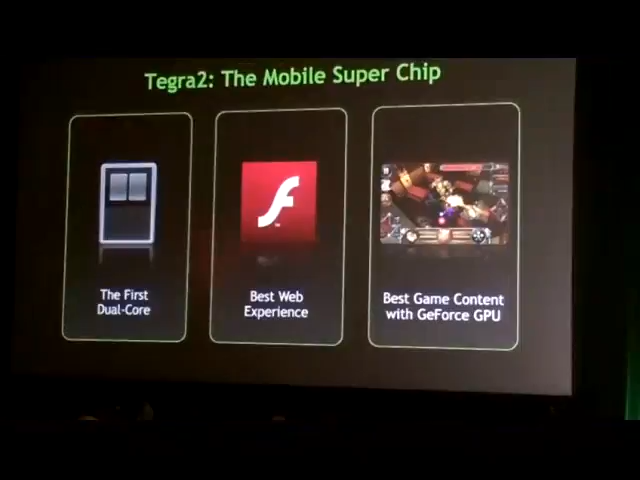 Tegra2: The Mobile Super Chip
The First
Dual-Core
Best Web
Experience
Best Game Content
with GeForce GPU